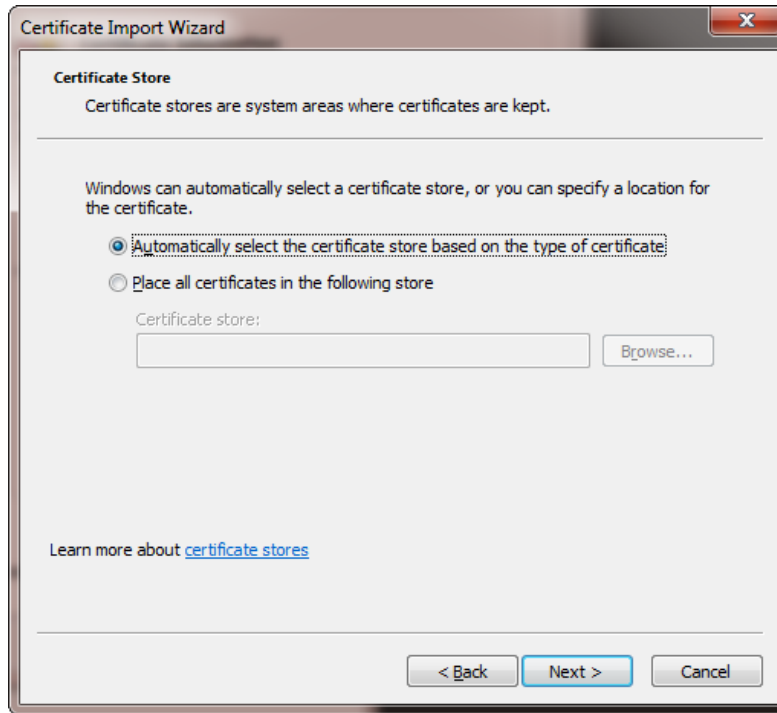 Certificate Import Wizard
Certificate Store
Certificate stores are system areas where certificates are kept.
Windows can automatically select a certificate store, or you can specify a location for
the certificate.
Automatically select the certificate store based on the type of certificate
Place all certificates in the following store
Certificate store:
Browse...
Learn more about certificate stores
< Back Next > Cancel